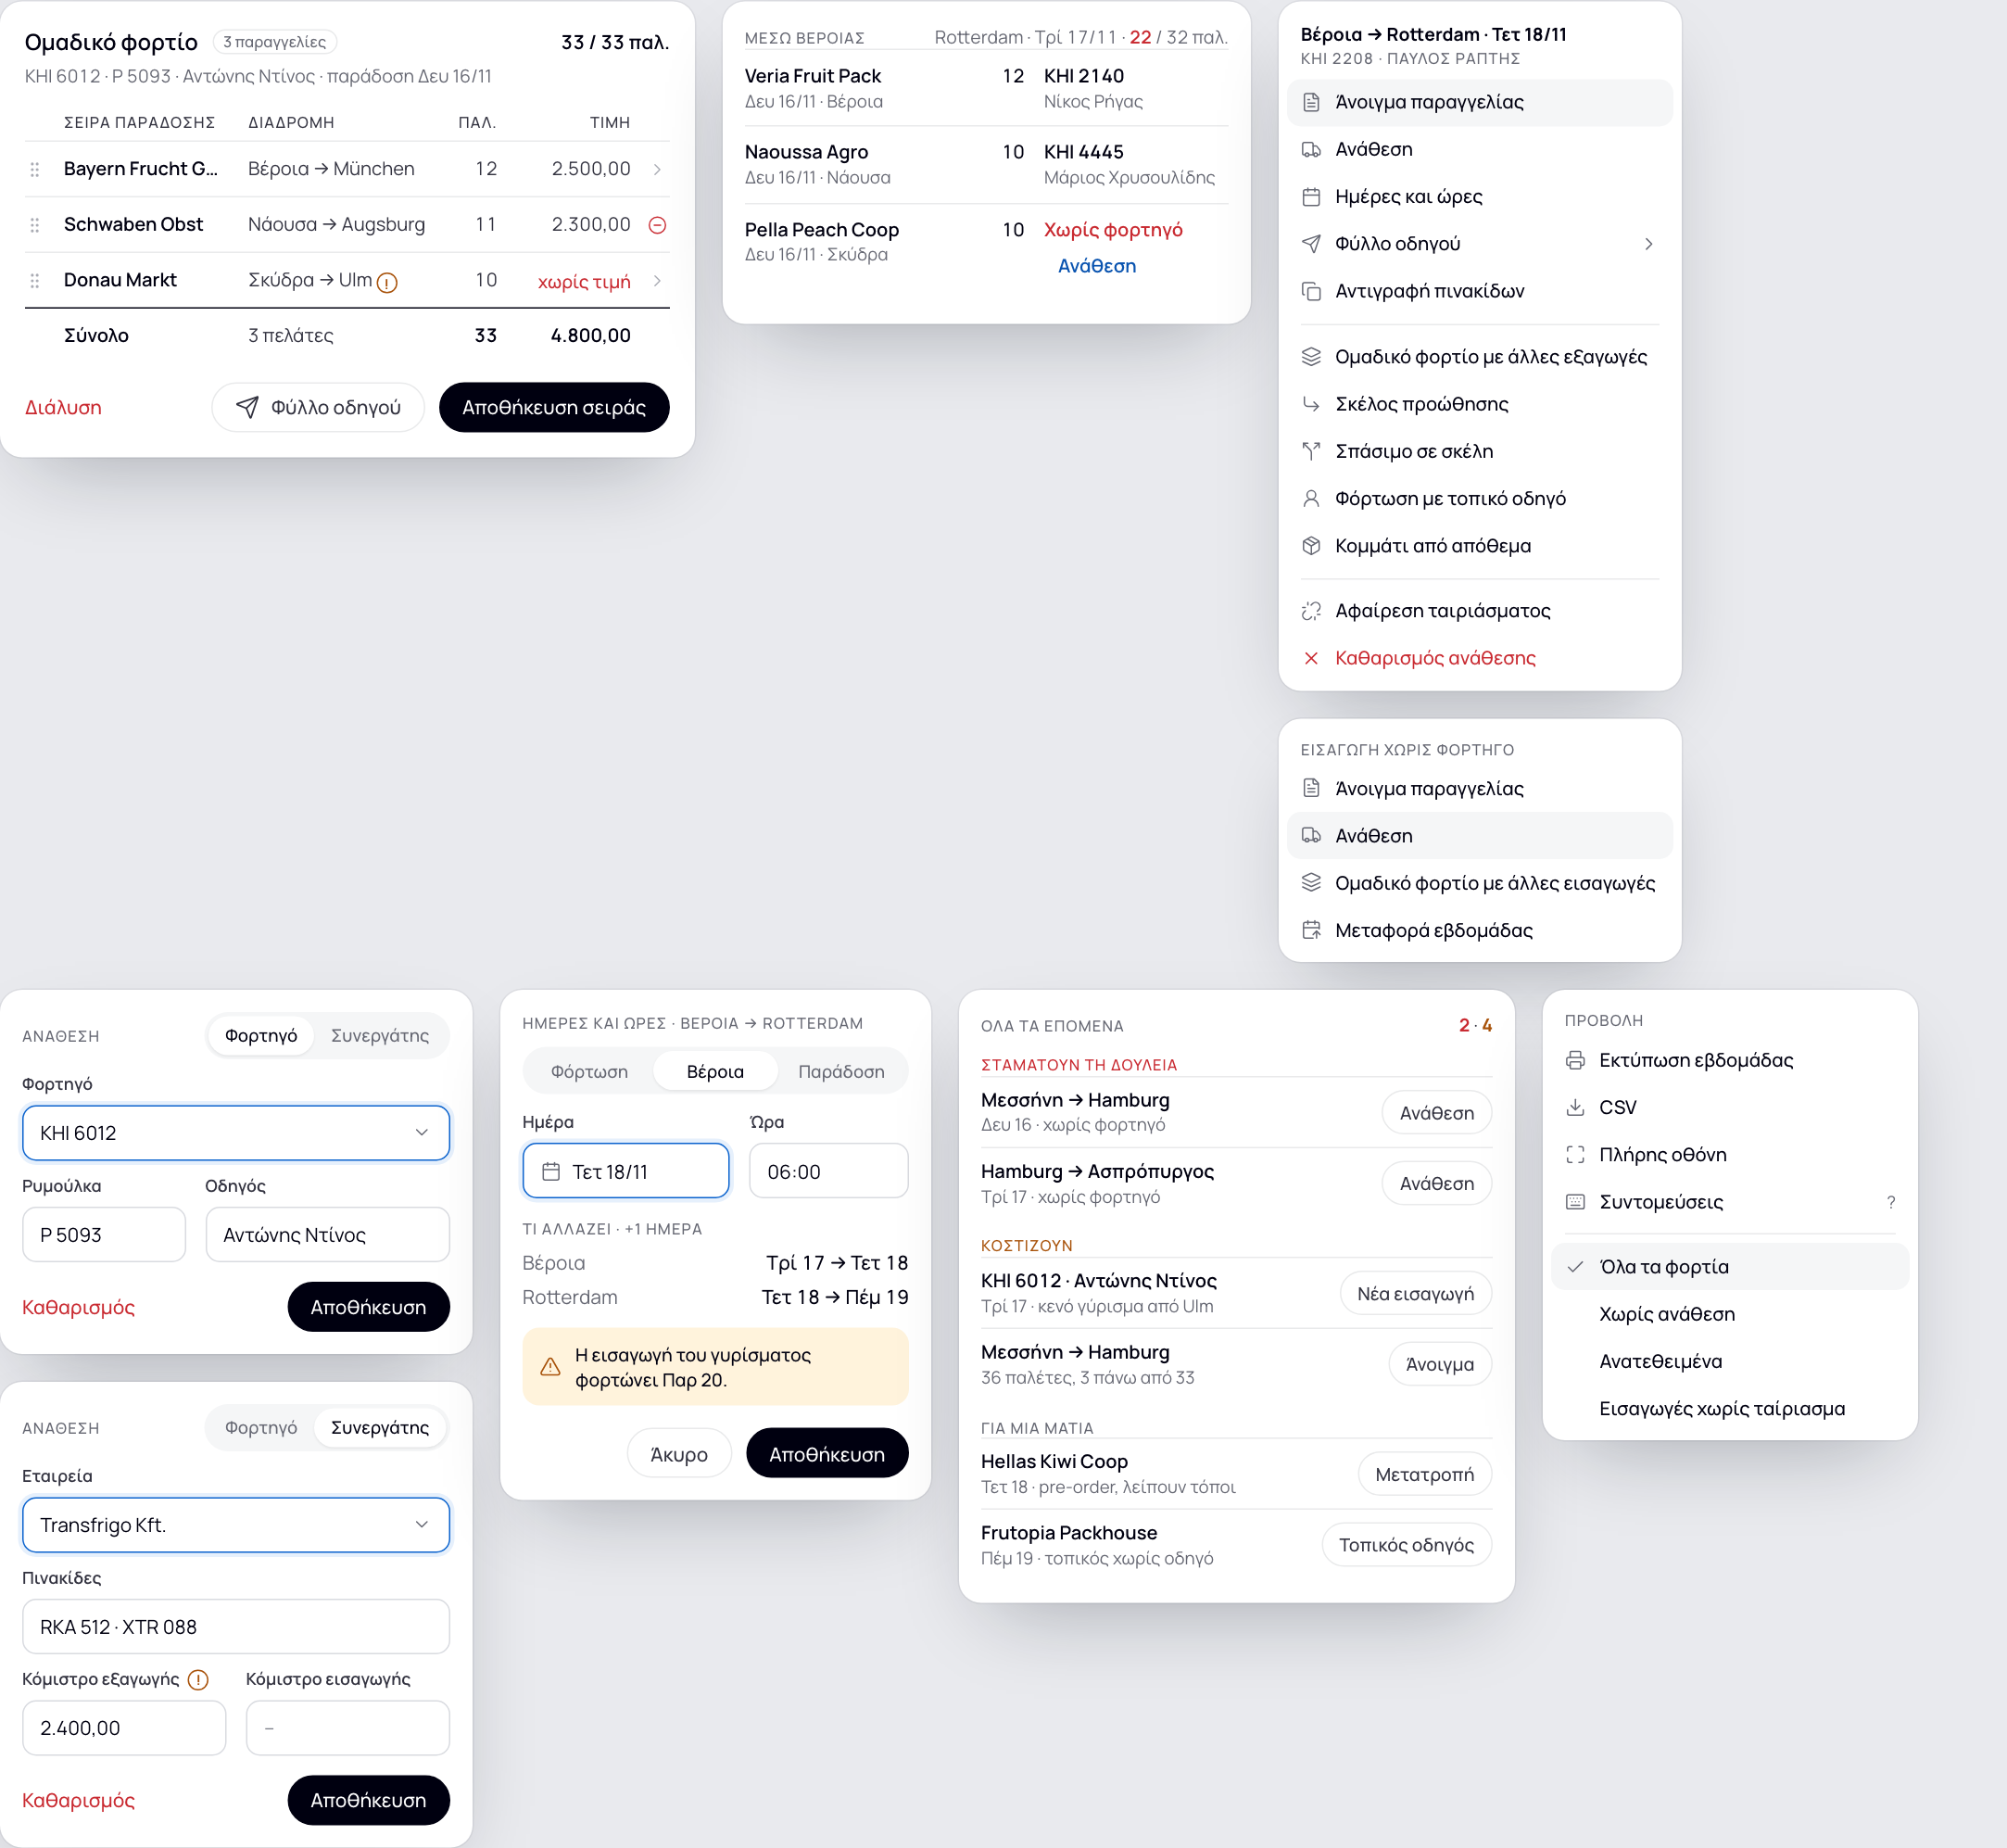 Ομαδικό φορτίο 3 παραγγελίες 33 / 33 παλ.
ΚΗΙ 6012 · Ρ 5093 · Αντώνης Ντίνος · παράδοση Δευ 16/11
ΣΕΙΡΑ ΠΑΡΑΔΟΣΗΣ ΔΙΑΔΡΟΜΗ ΠΑΛ. ΤΙΜΗ
Bayern Frucht G... Βέροια → München 12 2.500,00
Schwaben Obst Νάουσα → Augsburg 11 2.300,00
Donau Markt Σκύδρα → Ulm 10 χωρίς τιμή
Σύνολο 3 πελάτες 33 4.800,00
Διάλυση Φύλλο οδηγού Αποθήκευση σειράς
ΜΕΣΩ ΒΕΡΟΙΑΣ Rotterdam · Τρί 17/11 · 22 / 32 παλ.
Veria Fruit Pack 12 ΚΗΙ 2140
Δευ 16/11 · Βέροια Νίκος Ρήγας
Naoussa Agro 10 ΚΗΙ 4445
Δευ 16/11 · Νάουσα Μάριος Χρυσουλίδης
Pella Peach Coop 10 Χωρίς φορτηγό
Δευ 16/11 · Σκύδρα
Ανάθεση
Βέροια → Rotterdam · Τετ 18/11
ΚΗΙ 2208 · ΠΑΥΛΟΣ ΡΑΠΤΗΣ
Άνοιγμα παραγγελίας
Ανάθεση
Ημέρες και ώρες
Φύλλο οδηγού
Αντιγραφή πινακίδων
Ομαδικό φορτίο με άλλες εξαγωγές
Σκέλος προώθησης
Σπάσιμο σε σκέλη
Φόρτωση με τοπικό οδηγό
Κομμάτι από απόθεμα
Αφαίρεση ταιριάσματος
Καθαρισμός ανάθεσης
ΕΙΣΑΓΩΓΗ ΧΩΡΙΣ ΦΟΡΤΗΓΟ
Άνοιγμα παραγγελίας
Ανάθεση
Ομαδικό φορτίο με άλλες εισαγωγές
Μεταφορά εβδομάδας
ΑΝΑΘΕΣΗ Φορτηγό Συνεργάτης
Φορτηγό
ΚΗΙ 6012
Ρυμούλκα Οδηγός
Ρ 5093 Αντώνης Ντίνος
Καθαρισμός Αποθήκευση
ΑΝΑΘΕΣΗ Φορτηγό Συνεργάτης
Εταιρεία
Transfrigo Kft.
Πινακίδες
RKA 512 · XTR 088
Κόμιστρο εξαγωγής Κόμιστρο εισαγωγής
2.400,00 –
Καθαρισμός Αποθήκευση
ΗΜΕΡΕΣ ΚΑΙ ΩΡΕΣ · ΒΕΡΟΙΑ → ROTTERDAM
Φόρτωση Βέροια Παράδοση
Ημέρα Ώρα
Τετ 18/11 06:00
ΤΙ ΑΛΛΑΖΕΙ · +1 ΗΜΕΡΑ
Βέροια Τρί 17 → Τετ 18
Rotterdam Τετ 18 → Πέμ 19
Η εισαγωγή του γυρίσματος
φορτώνει Παρ 20.
Άκυρο Αποθήκευση
ΟΛΑ ΤΑ ΕΠΟΜΕΝΑ 2 · 4
ΣΤΑΜΑΤΟΥΝ ΤΗ ΔΟΥΛΕΙΑ
Μεσσήνη → Hamburg Ανάθεση
Δευ 16 · χωρίς φορτηγό
Hamburg → Ασπρόπυργος Ανάθεση
Τρί 17 · χωρίς φορτηγό
ΚΟΣΤΙΖΟΥΝ
ΚΗΙ 6012 · Αντώνης Ντίνος Νέα εισαγωγή
Τρί 17 · κενό γύρισμα από Ulm
Μεσσήνη → Hamburg Άνοιγμα
36 παλέτες, 3 πάνω από 33
ΓΙΑ ΜΙΑ ΜΑΤΙΑ
Hellas Kiwi Coop Μετατροπή
Τετ 18 · pre-order, λείπουν τόποι
Frutopia Packhouse Τοπικός οδηγός
Πέμ 19 · τοπικός χωρίς οδηγό
ΠΡΟΒΟΛΗ
Εκτύπωση εβδομάδας
CSV
Πλήρης οθόνη
Συντομεύσεις ?
Όλα τα φορτία
Χωρίς ανάθεση
Ανατεθειμένα
Εισαγωγές χωρίς ταίριασμα